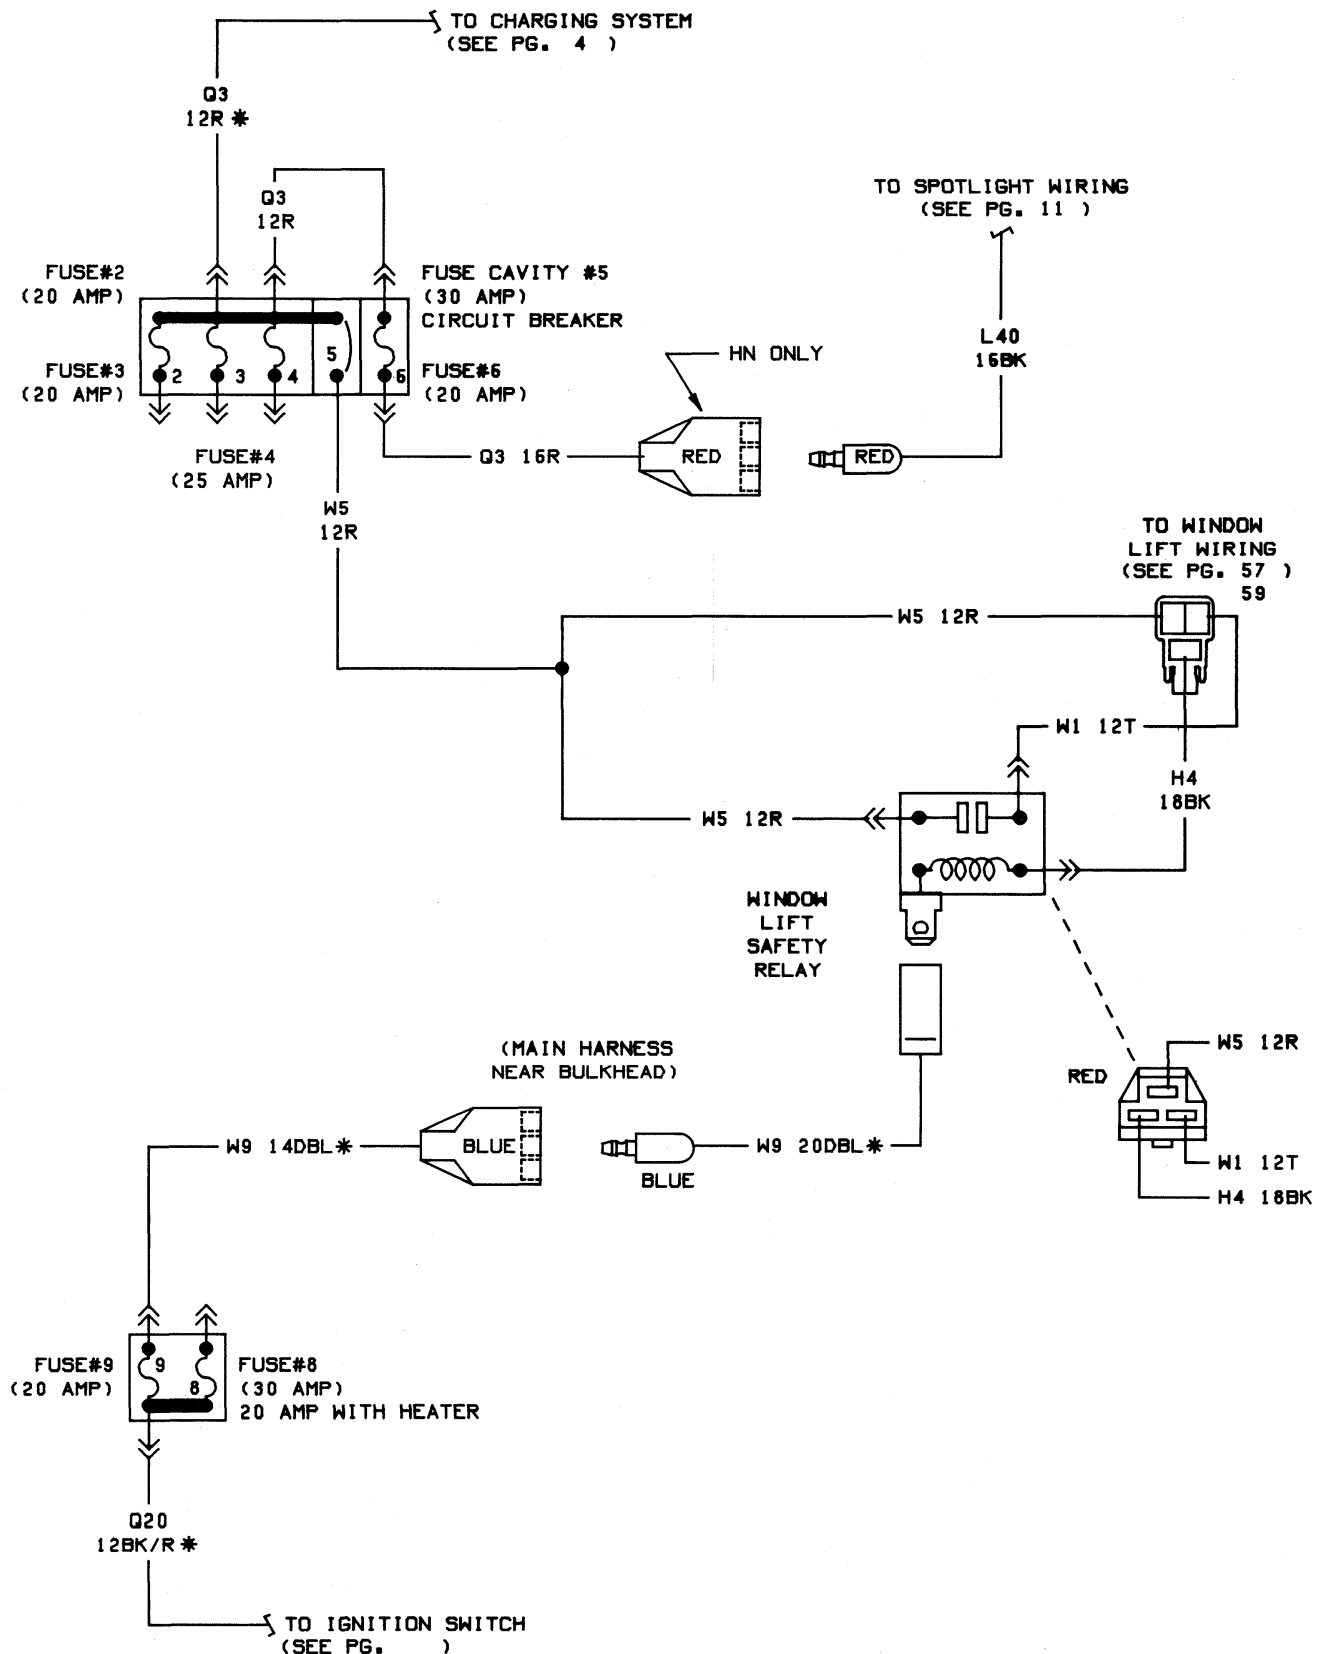 TO CHARGING SYSTEM
(SEE PG. 4 )
Q3
12R*
Q3
12R
TO SPOTLIGHT WIRING
(SEE PG. 11 )
FUSE#2
(20 AMP)
FUSE CAVITY #5
(30 AMP)
CIRCUIT BREAKER
L40
16BK
HN ONLY
5
FUSE#3
(20 AMP)
2
3
4
6
FUSE#6
(20 AMP)
FUSE#4
(25 AMP)
Q3 16R
RED
RED
W5
12R
TO WINDOW
LIFT WIRING
(SEE PG. 57 )
59
W5 12R
W1 12T
H4
18BK
W5 12R
WINDOW
LIFT
SAFETY
RELAY
(MAIN HARNESS
NEAR BULKHEAD)
W5 12R
RED
W9 14DBL*
BLUE
W9 20DBL*
BLUE
W1 12T
H4 18BK
FUSE#9
(20 AMP)
9
8
FUSE#8
(30 AMP)
20 AMP WITH HEATER
Q20
12BK/R*
TO IGNITION SWITCH
(SEE PG. )